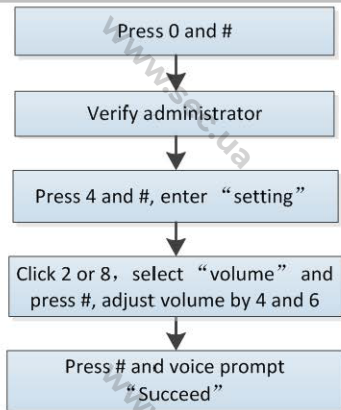 Press 0 and #
www.sec.ua
Verify administrator
Press 4 and #, enter “setting”
Click 2 or 8，select “volume” and
press #, adjust volume by 4 and 6
Press # and voice prompt
“Succeed”